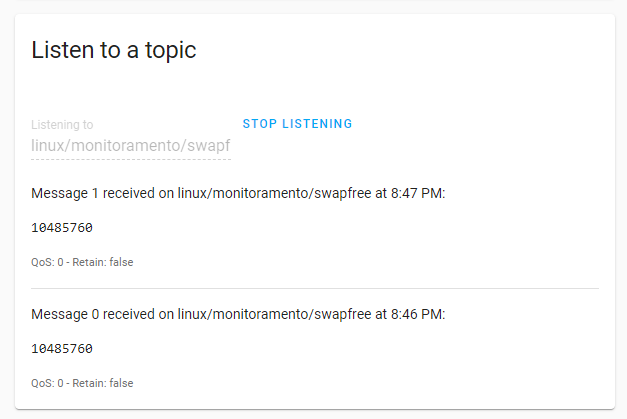 Listen to a topic
Listening to
STOP LISTENING
linux/monitoramento/swapf
Message 1 received on linux/monitoramento/swapfree at 8:47 PM:
10485760
QoS: 0 - Retain: false
Message 0 received on linux/monitoramento/swapfree at 8:46 PM:
10485760
QoS: 0 - Retain: false